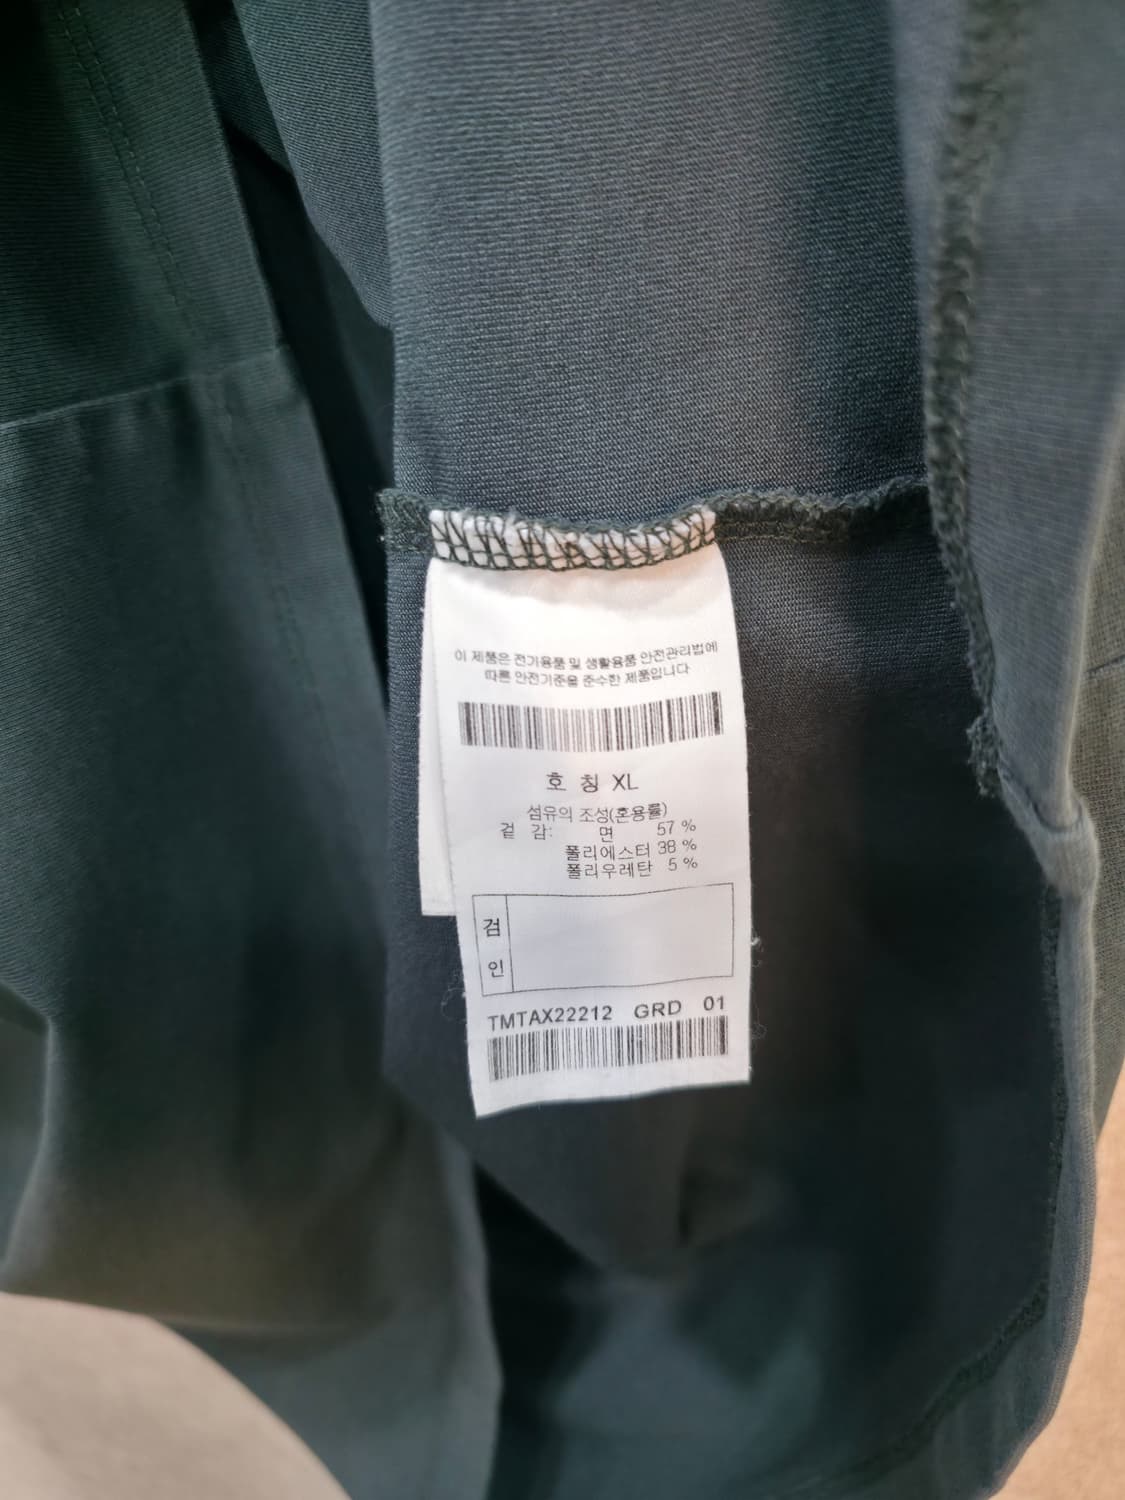 이 제품은 전기용품 및 생활용품 안전관리법에
따른 안전기준을 준수한 제품입니다
호 칭 XL
섬유의 조성(혼용률)
겉 감: 면 57 %
폴리에스터 38 %
폴리우레탄 5 %
검
인
TMTAX22212 GRD 01